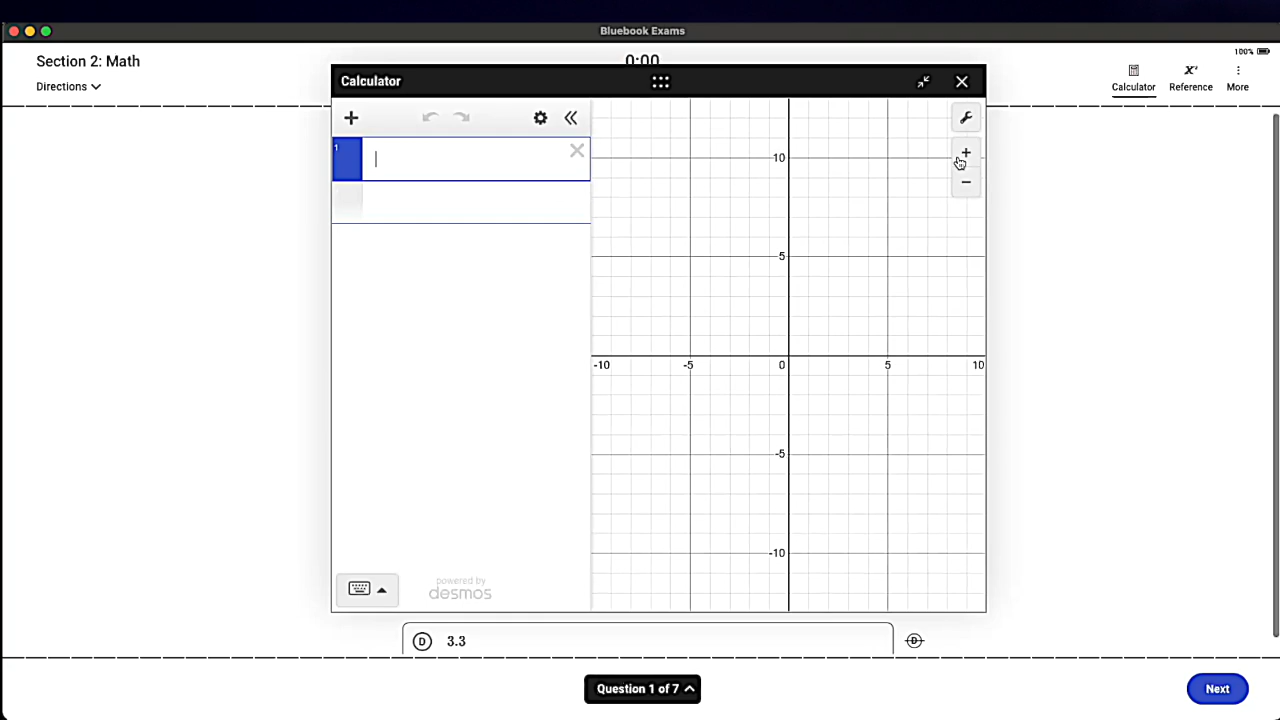 Bluebook Exams
Section 2: Math
0:00
100%
Directions
Calculator
Calculator
Reference
More
1
10
5
-10
-5
0
5
10
-5
-10
powered by
desmos
D 3.3
D
Question 1 of 7
Next